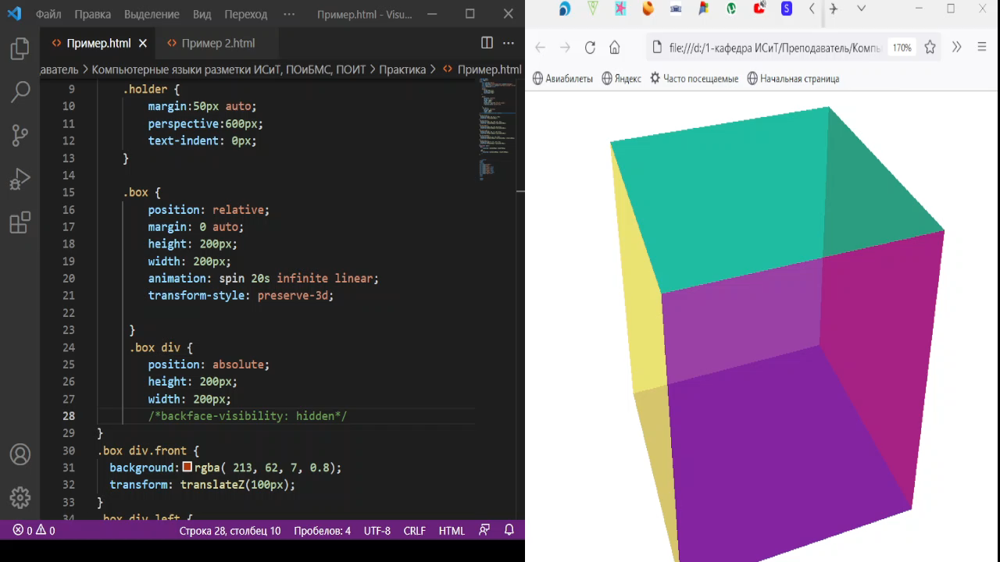 Файл Правка Выделение Вид Переход ··· Пример.html - Visu...
Пример.html Пример 2.html
даватель > Компьютерные языки разметки ИСит, ПОиБМС, ПОИТ > Практика > Пример.html
9 .holder {
10 margin:50px auto;
11 perspective:600px;
12 text-indent: 0px;
13 }
14
15 .box {
16 position: relative;
17 margin: 0 auto;
18 height: 200px;
19 width: 200px;
20 animation: spin 20s infinite linear;
21 transform-style: preserve-3d;
22
23 }
24 .box div {
25 position: absolute;
26 height: 200px;
27 width: 200px;
28 /*backface-visibility: hidden*/
29 }
30 .box div.front {
31 background: rgba( 213, 62, 7, 0.8);
32 transform: translateZ(100px);
33 }
34 .box div.left {
0 0 Строка 28, столбец 10 Пробелов: 4 UTF-8 CRLF HTML
file:///d:/1-кафедра ИСиТ/Преподаватель/Компь 170%
Авиабилеты Яндекс Часто посещаемые Начальная страница